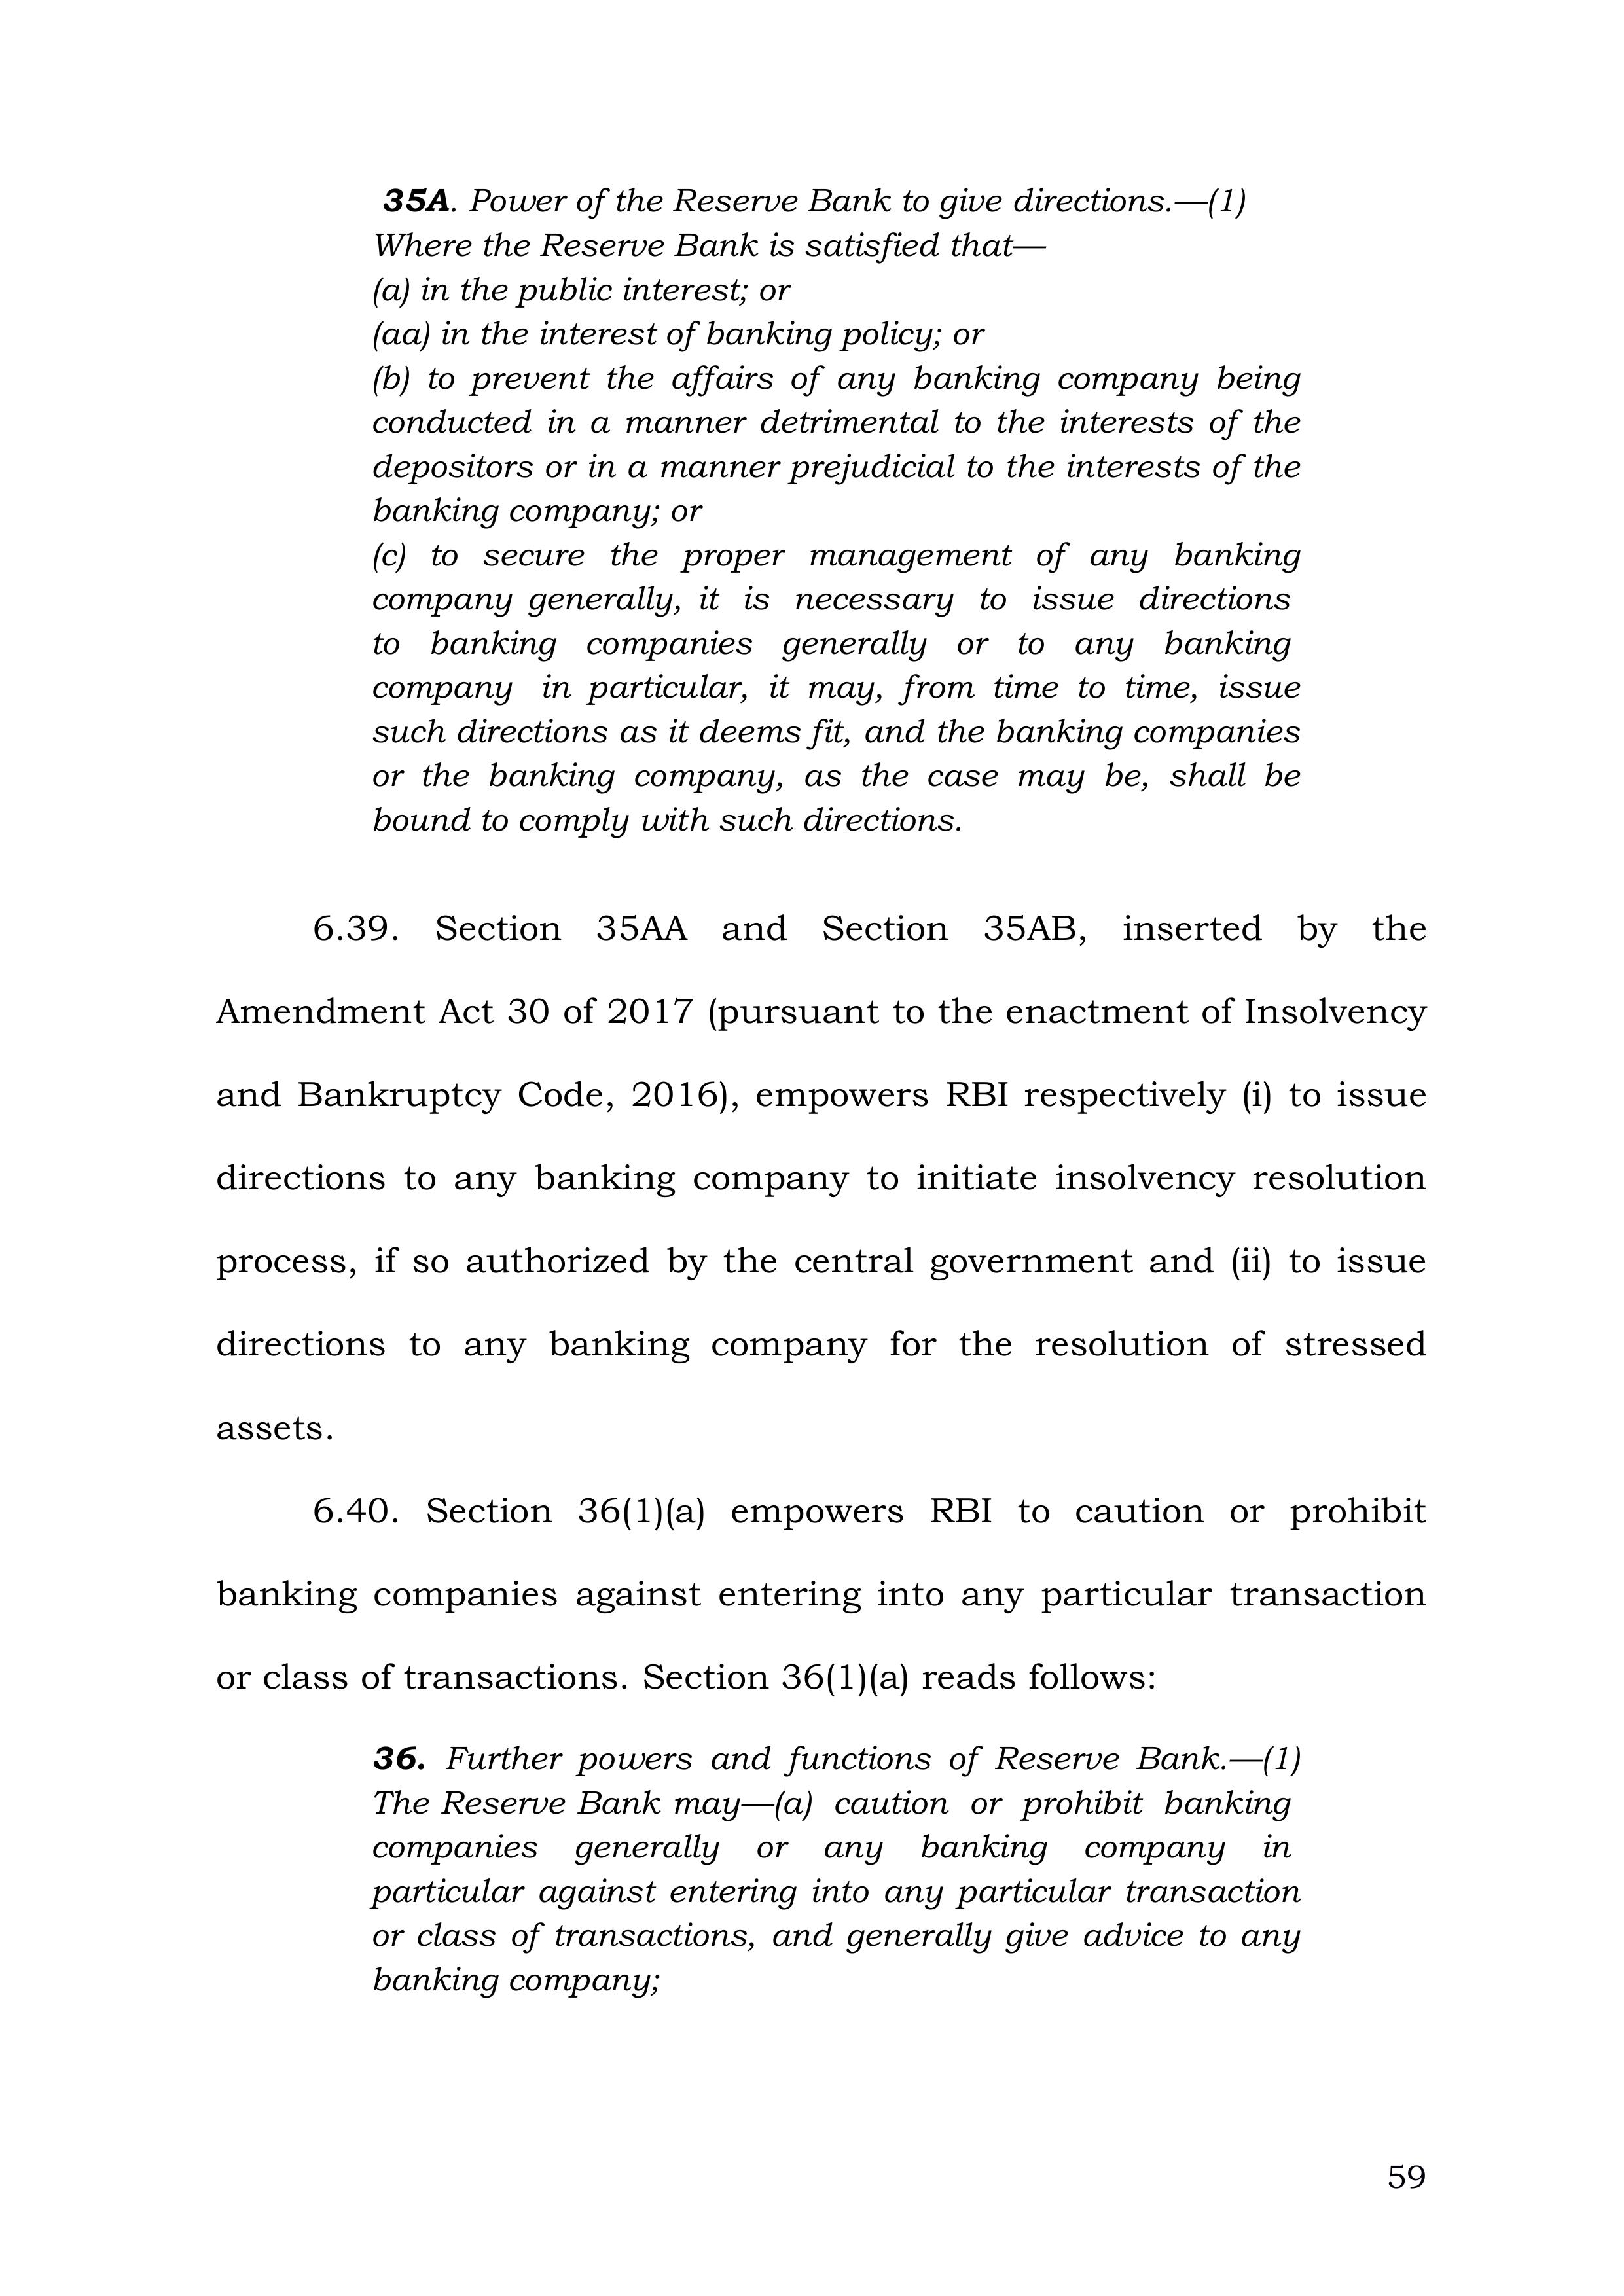 35A. Power of the Reserve Bank to give directions.—(1)
Where the Reserve Bank is satisfied that—
(a) in the public interest; or
(aa) in the interest of banking policy; or
(b) to prevent the affairs of any banking company being
conducted in a manner detrimental to the interests of the
depositors or in a manner prejudicial to the interests of the
banking company; or
(c) to secure the proper management of any banking
company generally, it is necessary to issue directions
to banking companies generally or to any banking
company in particular, it may, from time to time, issue
such directions as it deems fit, and the banking companies
or the banking company, as the case may be, shall be
bound to comply with such directions.
6.39. Section 35AA and Section 35AB, inserted by the
Amendment Act 30 of 2017 (pursuant to the enactment of Insolvency
and Bankruptcy Code, 2016), empowers RBI respectively (i) to issue
directions to any banking company to initiate insolvency resolution
process, if so authorized by the central government and (ii) to issue
directions to any banking company for the resolution of stressed
assets.
6.40. Section 36(1)(a) empowers RBI to caution or prohibit
banking companies against entering into any particular transaction
or class of transactions. Section 36(1)(a) reads follows:
36. Further powers and functions of Reserve Bank.—(1)
The Reserve Bank may—(a) caution or prohibit banking
companies generally or any banking company in
particular against entering into any particular transaction
or class of transactions, and generally give advice to any
banking company;
59